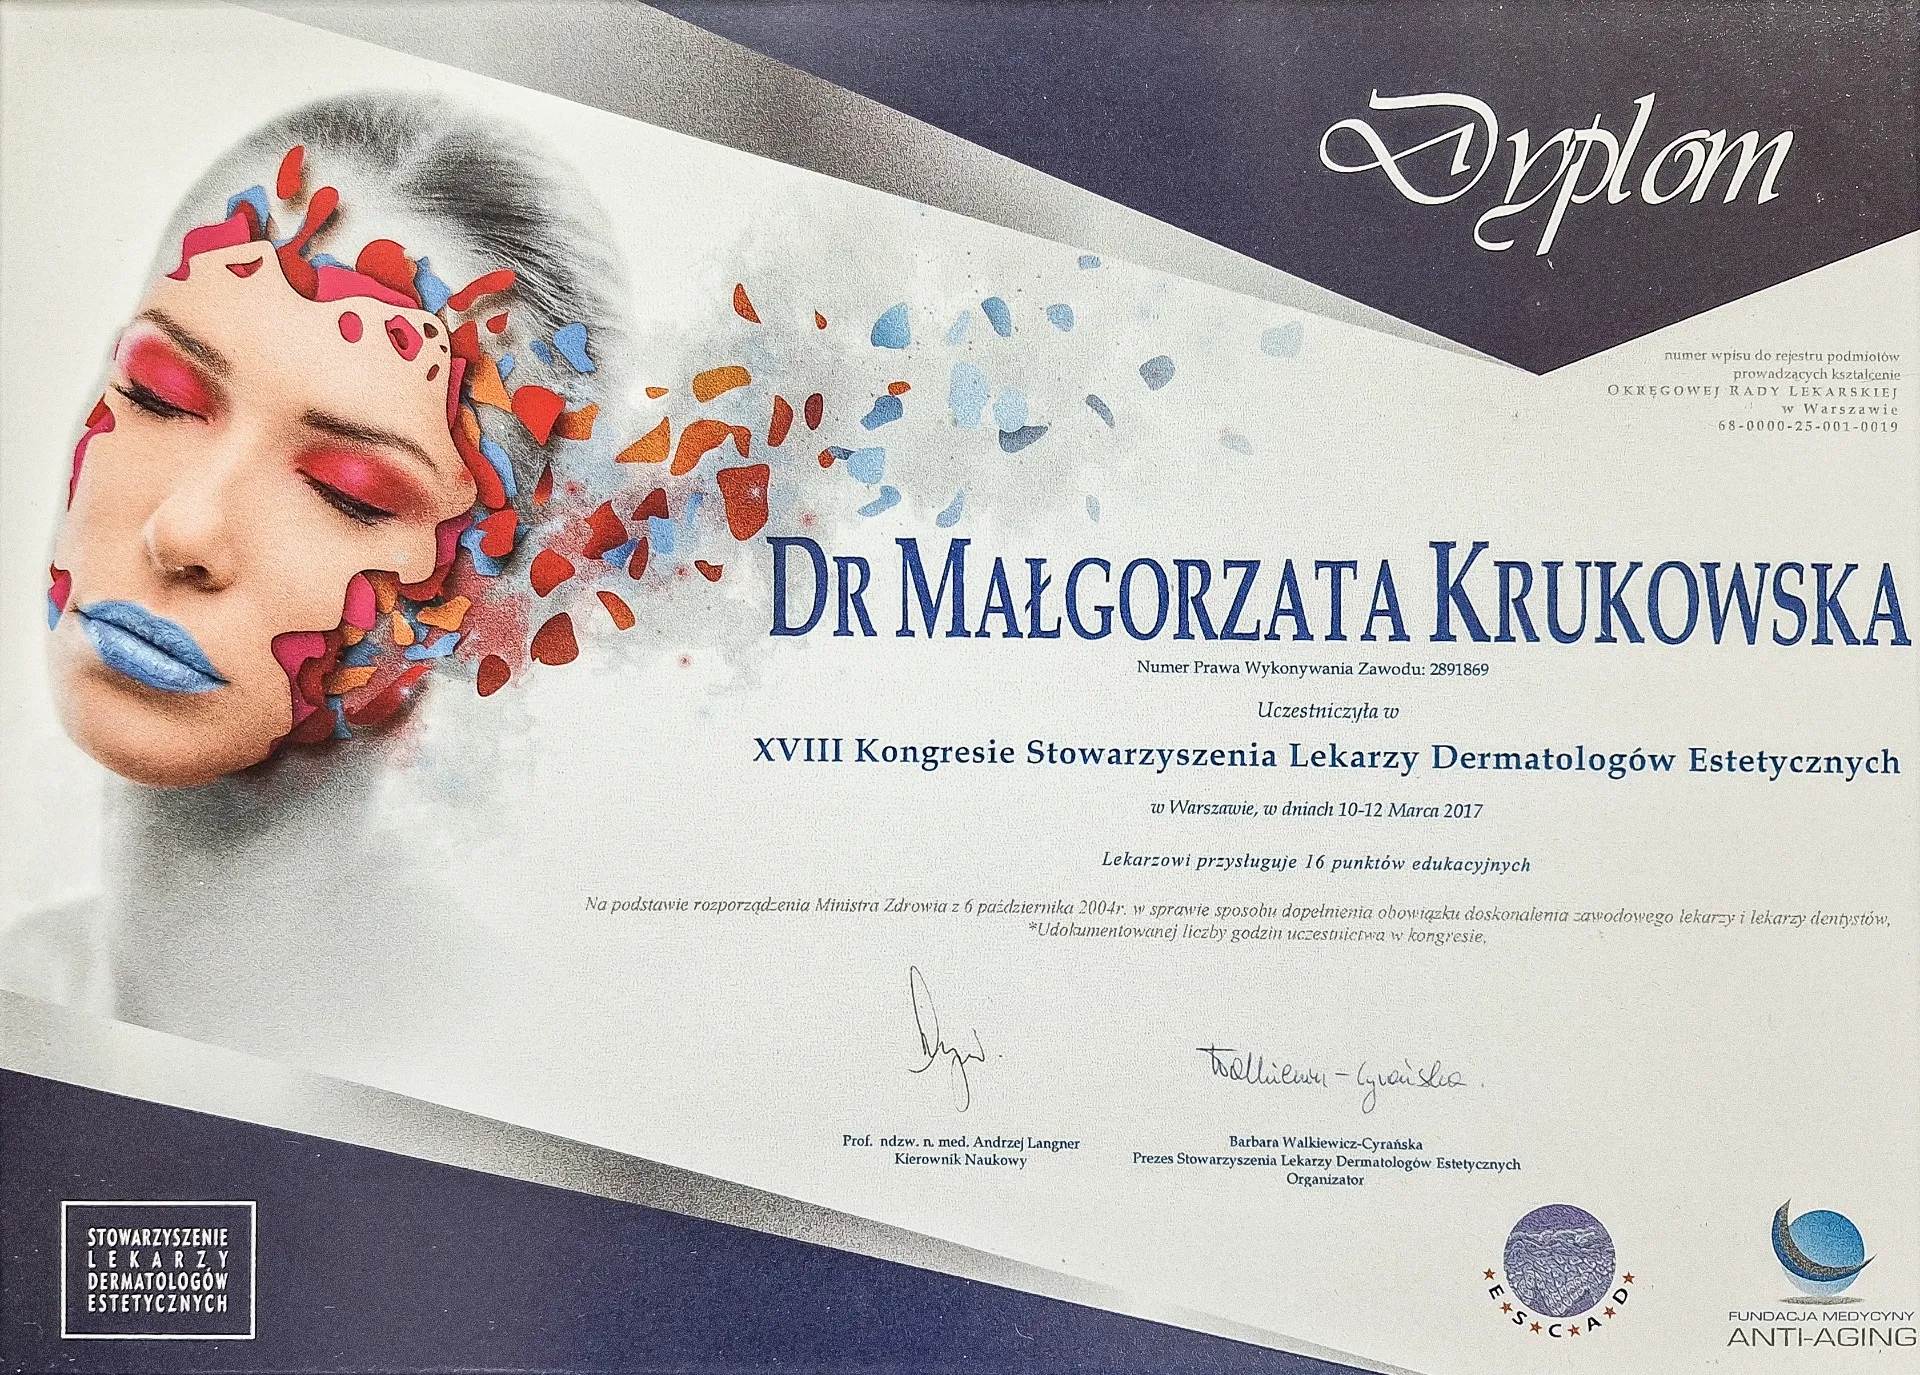 Dyplom
numer wpisu do rejestru podmiotów
prowadzących kształcenie
OKRĘGOWEJ RADY LEKARSKIEJ
w Warszawie
68-0000-25-001-0019
DR MAŁGORZATA KRUKOWSKA
Numer Prawa Wykonywania Zawodu: 2891869
Uczestniczyła w
XVIII Kongresie Stowarzyszenia Lekarzy Dermatologów Estetycznych
w Warszawie, w dniach 10-12 Marca 2017
Lekarzowi przysługuje 16 punktów edukacyjnych
Na podstawie rozporządzenia Ministra Zdrowia z 6 października 2004r. w sprawie sposobu dopełnienia obowiązku doskonalenia zawodowego lekarzy i lekarzy dentystów,
*Udokumentowanej liczby godzin uczestnictwa w kongresie,
Walkiewicz-Cyrańska
Prof. ndzw. n. med. Andrzej Langner
Kierownik Naukowy
Barbara Walkiewicz-Cyrańska
Prezes Stowarzyszenia Lekarzy Dermatologów Estetycznych
Organizator
STOWARZYSZENIE
LEKARZY
DERMATOLOGÓW
ESTETYCZNYCH
E S C A D
FUNDACJA MEDYCYNY
ANTI-AGING